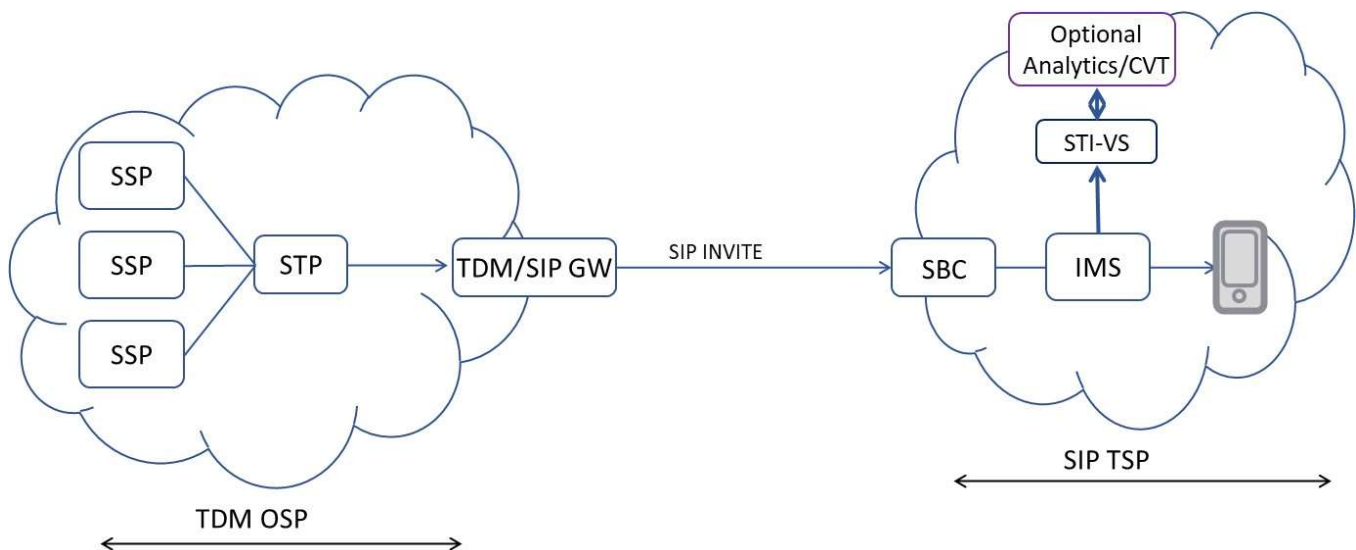 Optional
Analytics/CVT
STI-VS
SSP
SSP
STP
TDM/SIP GW
SIP INVITE
SBC
IMS
SSP
SIP TSP
TDM OSP